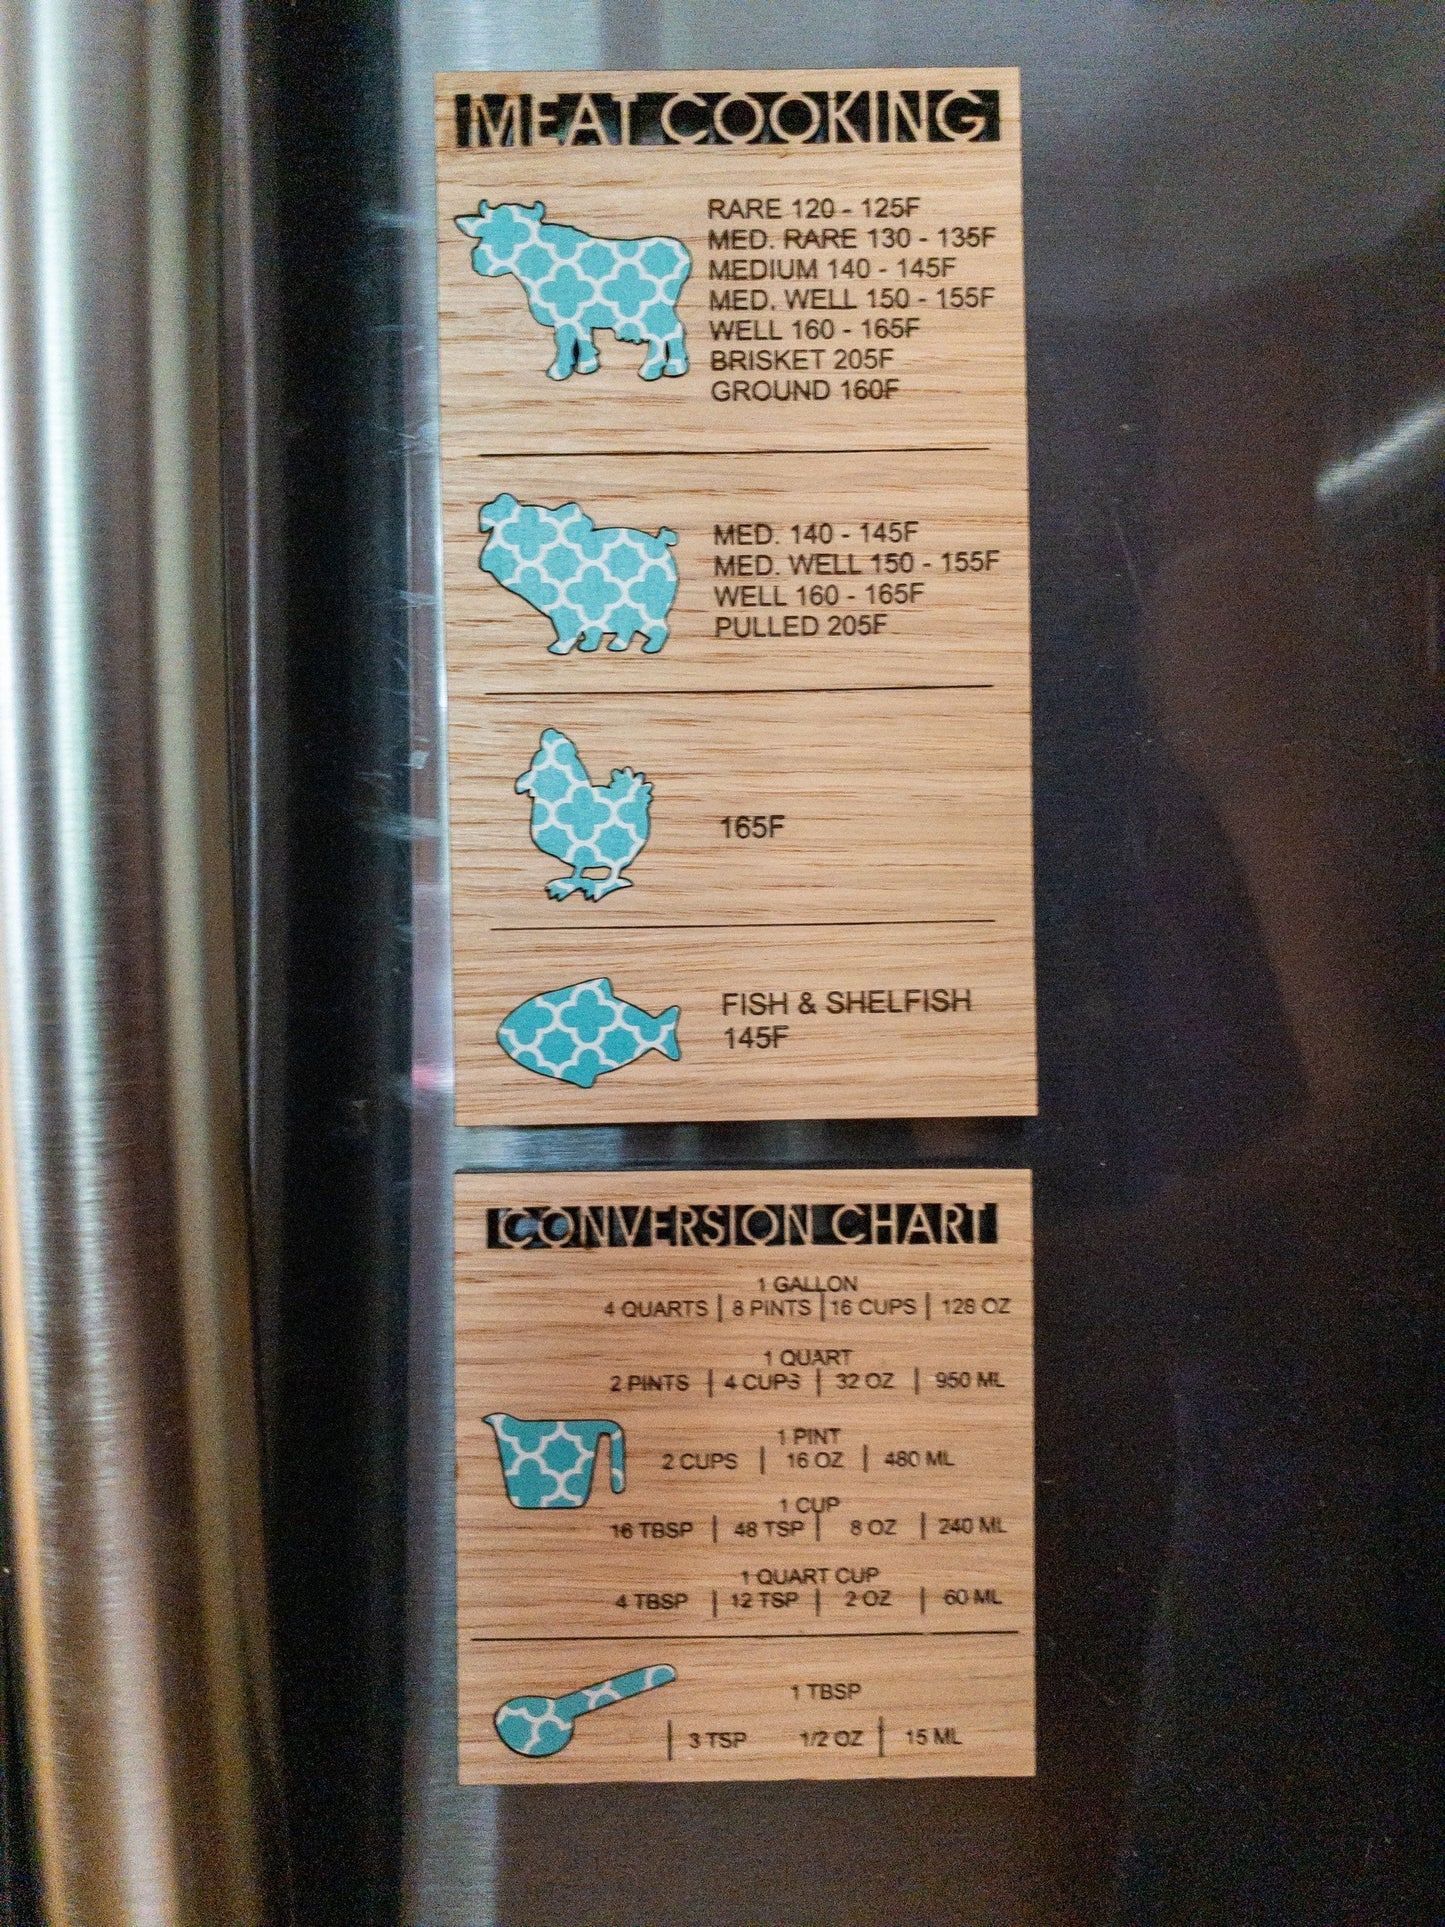 MEAT COOKING
RARE 120 - 125F
MED. RARE 130 - 135F
MEDIUM 140 - 145F
MED. WELL 150 - 155F
WELL 160 - 165F
BRISKET 205F
GROUND 160F
MED. 140 - 145F
MED. WELL 150 - 155F
WELL 160 - 165F
PULLED 205F
165F
FISH & SHELFISH
145F
CONVERSION CHART
1 GALLON
4 QUARTS | 8 PINTS | 16 CUPS | 128 OZ
1 QUART
2 PINTS | 4 CUPS | 32 OZ | 950 ML
1 PINT
2 CUPS | 16 OZ | 480 ML
1 CUP
16 TBSP | 48 TSP | 8 OZ | 240 ML
1 QUART CUP
4 TBSP | 12 TSP | 2 OZ | 60 ML
1 TBSP
| 3 TSP 1/2 OZ | 15 ML